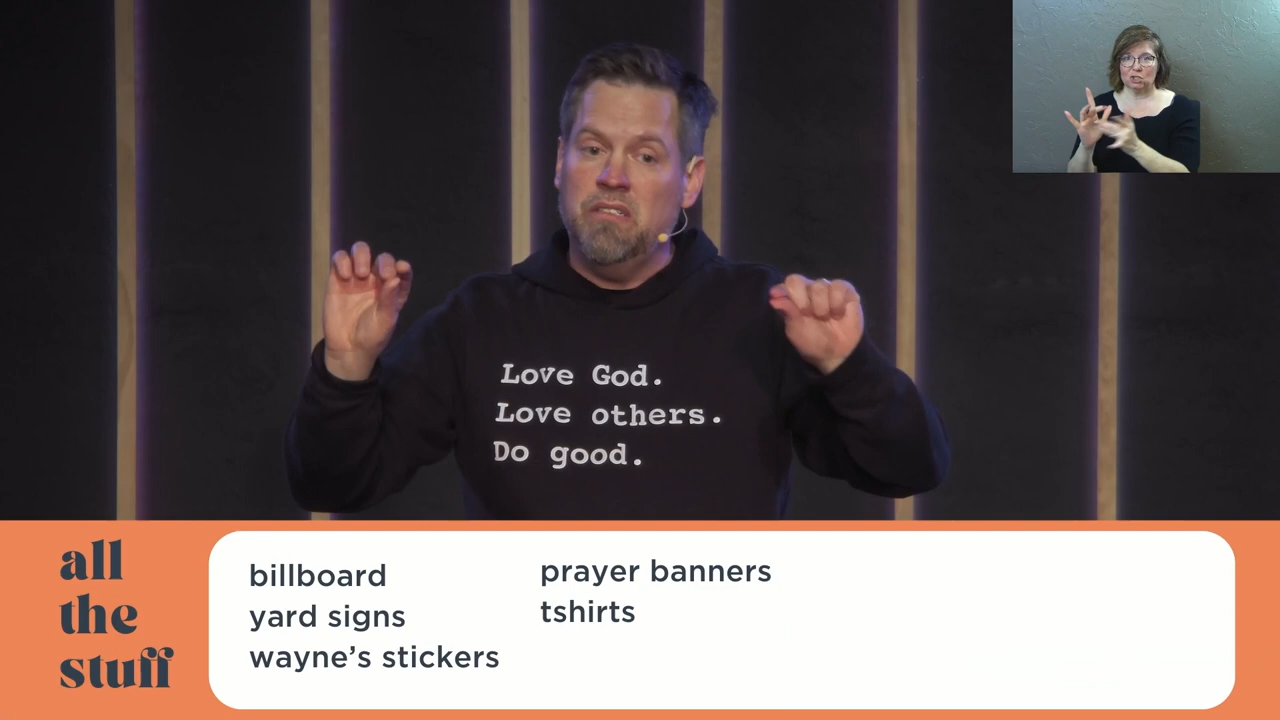 Love God.
Love others.
Do good.
all
the
stuff
billboard
yard signs
wayne's stickers
prayer banners
tshirts